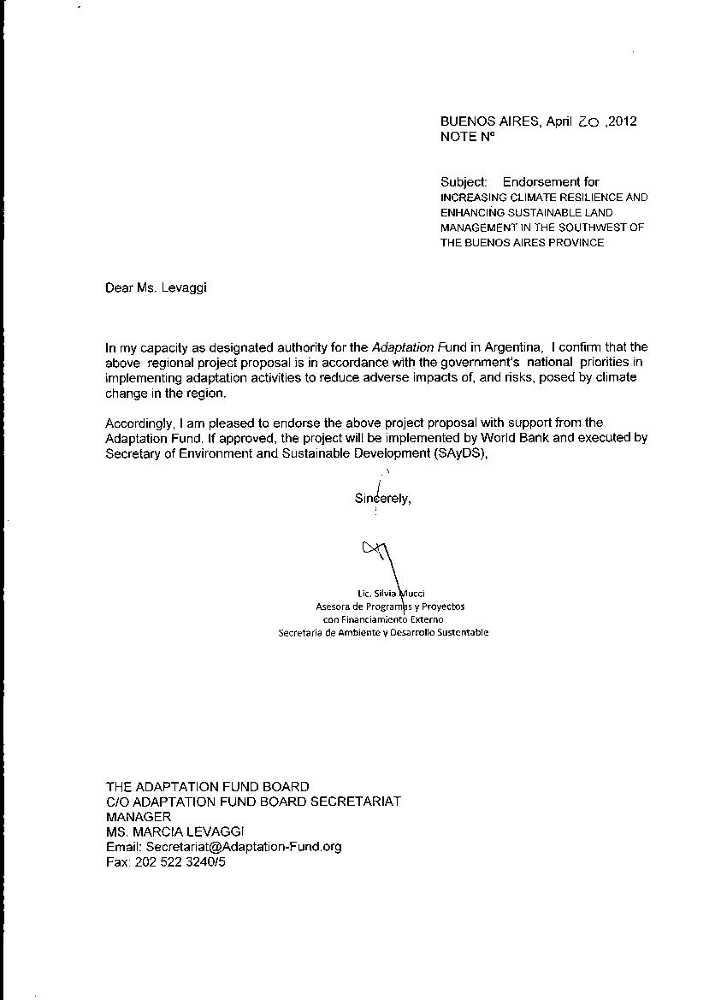 BUENOS AIRES, April 20 ,2012
NOTE Nº
Subject: Endorsement for
INCREASING CLIMATE RESILIENCE AND
ENHANCING SUSTAINABLE LAND
MANAGEMENT IN THE SOUTHWEST OF
THE BUENOS AIRES PROVINCE
Dear Ms. Levaggi
In my capacity as designated authority for the Adaptation Fund in Argentina, I confirm that the
above regional project proposal is in accordance with the government's national priorities in
implementing adaptation activities to reduce adverse impacts of, and risks, posed by climate
change in the region.
Accordingly, I am pleased to endorse the above project proposal with support from the
Adaptation Fund. If approved, the project will be implemented by World Bank and executed by
Secretary of Environment and Sustainable Development (SAyDS),
Sincerely,
Lic. Silvia Mucci
Asesora de Programas y Proyectos
con Financiamiento Externo
Secretaria de Ambiente y Desarrollo Sustentable
THE ADAPTATION FUND BOARD
C/O ADAPTATION FUND BOARD SECRETARIAT
MANAGER
MS. MARCIA LEVAGGI
Email: Secretariat@Adaptation-Fund.org
Fax: 202 522 3240/5